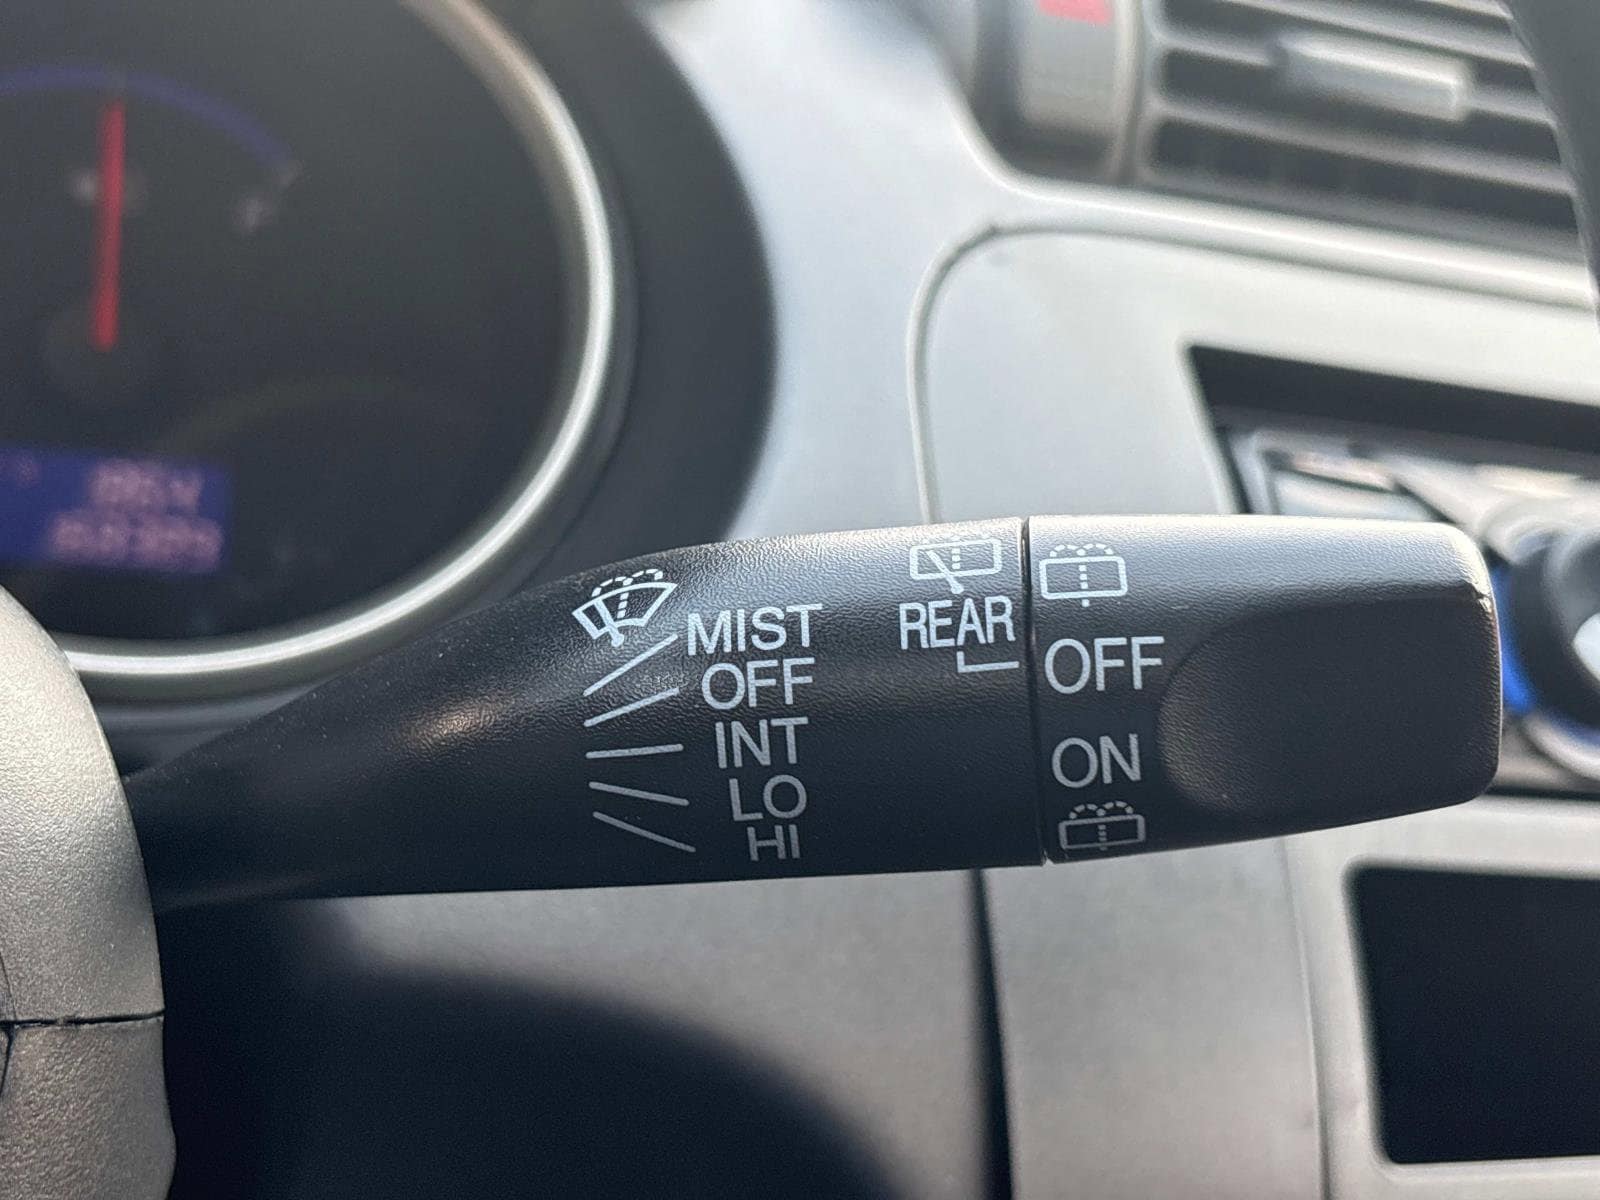 MIST
OFF
INT
LO
HI
REAR
OFF
ON